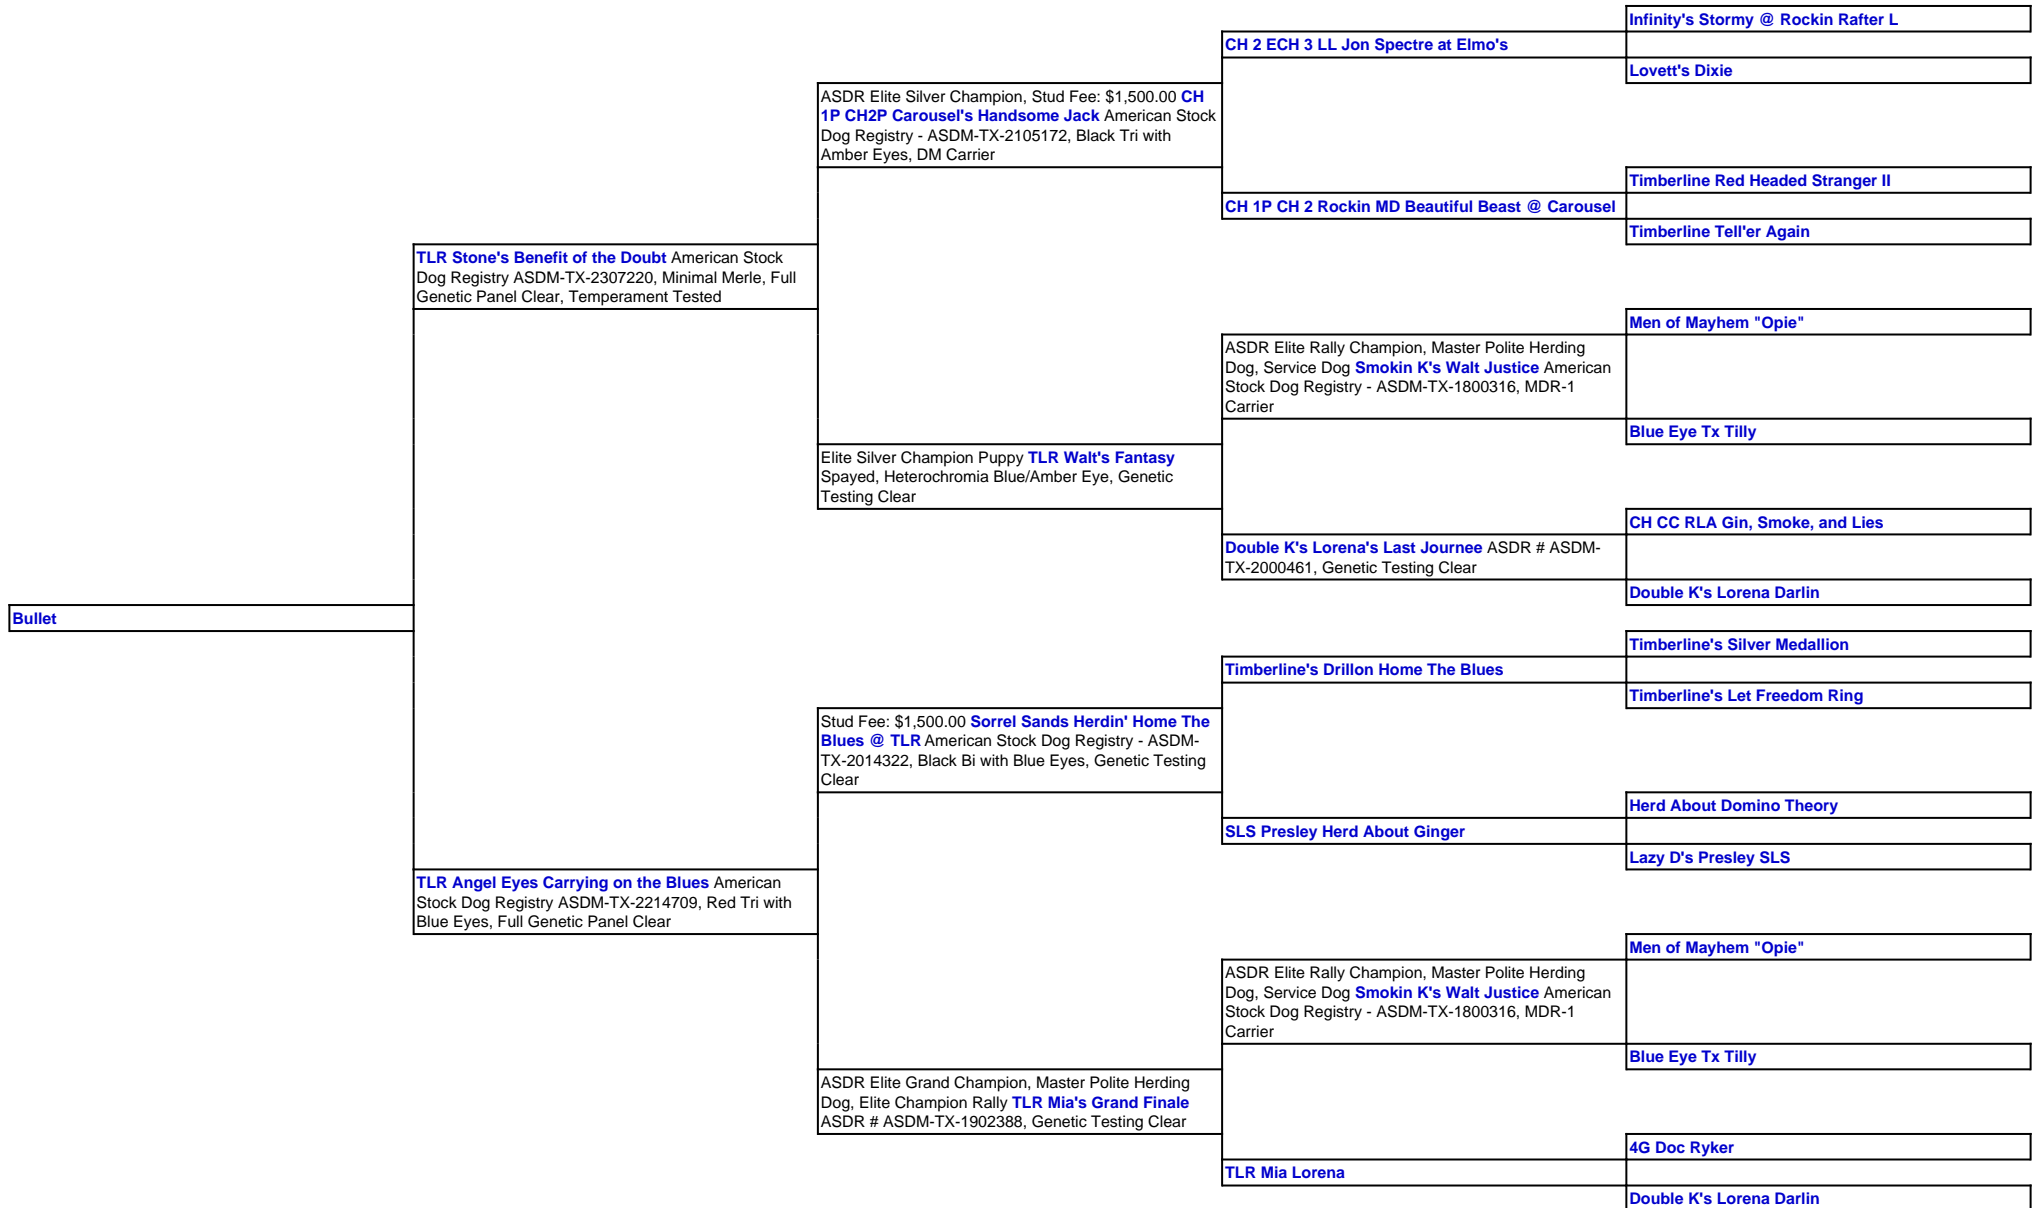 Infinity's Stormy @ Rockin Rafter L
CH 2 ECH 3 LL Jon Spectre at Elmo's
Lovett's Dixie
ASDR Elite Silver Champion, Stud Fee: $1,500.00 CH
1P CH2P Carousel's Handsome Jack American Stock
Dog Registry - ASDM-TX-2105172, Black Tri with
Amber Eyes, DM Carrier
Timberline Red Headed Stranger II
CH 1P CH 2 Rockin MD Beautiful Beast @ Carousel
Timberline Tell'er Again
TLR Stone's Benefit of the Doubt American Stock
Dog Registry ASDM-TX-2307220, Minimal Merle, Full
Genetic Panel Clear, Temperament Tested
Men of Mayhem "Opie"
ASDR Elite Rally Champion, Master Polite Herding
Dog, Service Dog Smokin K's Walt Justice American
Stock Dog Registry - ASDM-TX-1800316, MDR-1
Carrier
Blue Eye Tx Tilly
Elite Silver Champion Puppy TLR Walt's Fantasy
Spayed, Heterochromia Blue/Amber Eye, Genetic
Testing Clear
CH CC RLA Gin, Smoke, and Lies
Double K's Lorena's Last Journee ASDR # ASDM-
TX-2000461, Genetic Testing Clear
Double K's Lorena Darlin
Bullet
Timberline's Silver Medallion
Timberline's Drillon Home The Blues
Timberline's Let Freedom Ring
Stud Fee: $1,500.00 Sorrel Sands Herdin' Home The
Blues @ TLR American Stock Dog Registry - ASDM-
TX-2014322, Black Bi with Blue Eyes, Genetic Testing
Clear
Herd About Domino Theory
SLS Presley Herd About Ginger
Lazy D's Presley SLS
TLR Angel Eyes Carrying on the Blues American
Stock Dog Registry ASDM-TX-2214709, Red Tri with
Blue Eyes, Full Genetic Panel Clear
Men of Mayhem "Opie"
ASDR Elite Rally Champion, Master Polite Herding
Dog, Service Dog Smokin K's Walt Justice American
Stock Dog Registry - ASDM-TX-1800316, MDR-1
Carrier
Blue Eye Tx Tilly
ASDR Elite Grand Champion, Master Polite Herding
Dog, Elite Champion Rally TLR Mia's Grand Finale
ASDR # ASDM-TX-1902388, Genetic Testing Clear
4G Doc Ryker
TLR Mia Lorena
Double K's Lorena Darlin